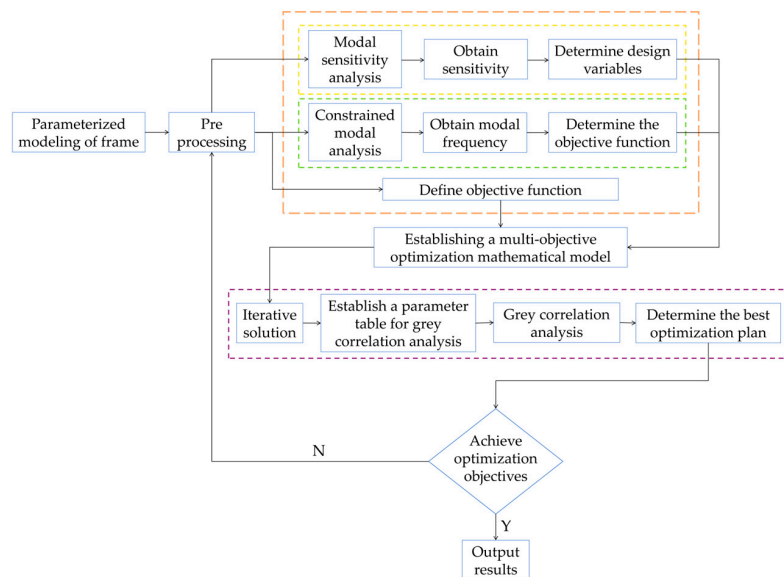 Modal
sensitivity
analysis
Obtain
sensitivity
Determine design
variables
Parameterized
modeling of frame
Pre
processing
Constrained
modal
analysis
Obtain modal
frequency
Determine the
objective function
Define objective function
Establishing a multi-objective
optimization mathematical model
Iterative
solution
Establish a parameter
table for grey
correlation analysis
Grey correlation
analysis
Determine the best
optimization plan
N
Achieve
optimization
objectives
Y
Output
results